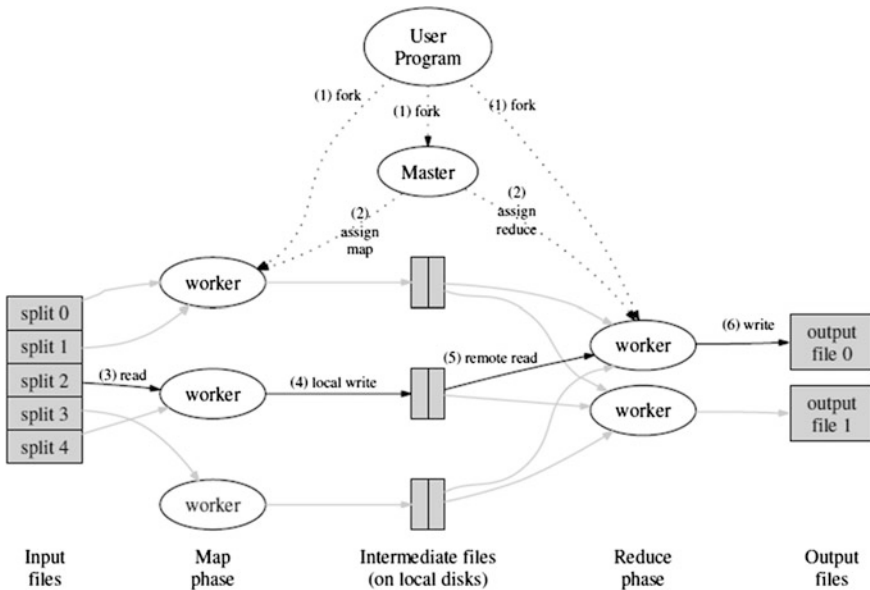 User
Program
(1) fork
(1) fork
(1) fork
Master
(2)
assign
map
(2)
assign
reduce
worker
split 0
split 1
split 2
split 3
split 4
(3) read
worker
(4) local write
(5) remote read
worker
(6) write
output
file 0
worker
output
file 1
worker
Input
files
Map
phase
Intermediate files
(on local disks)
Reduce
phase
Output
files